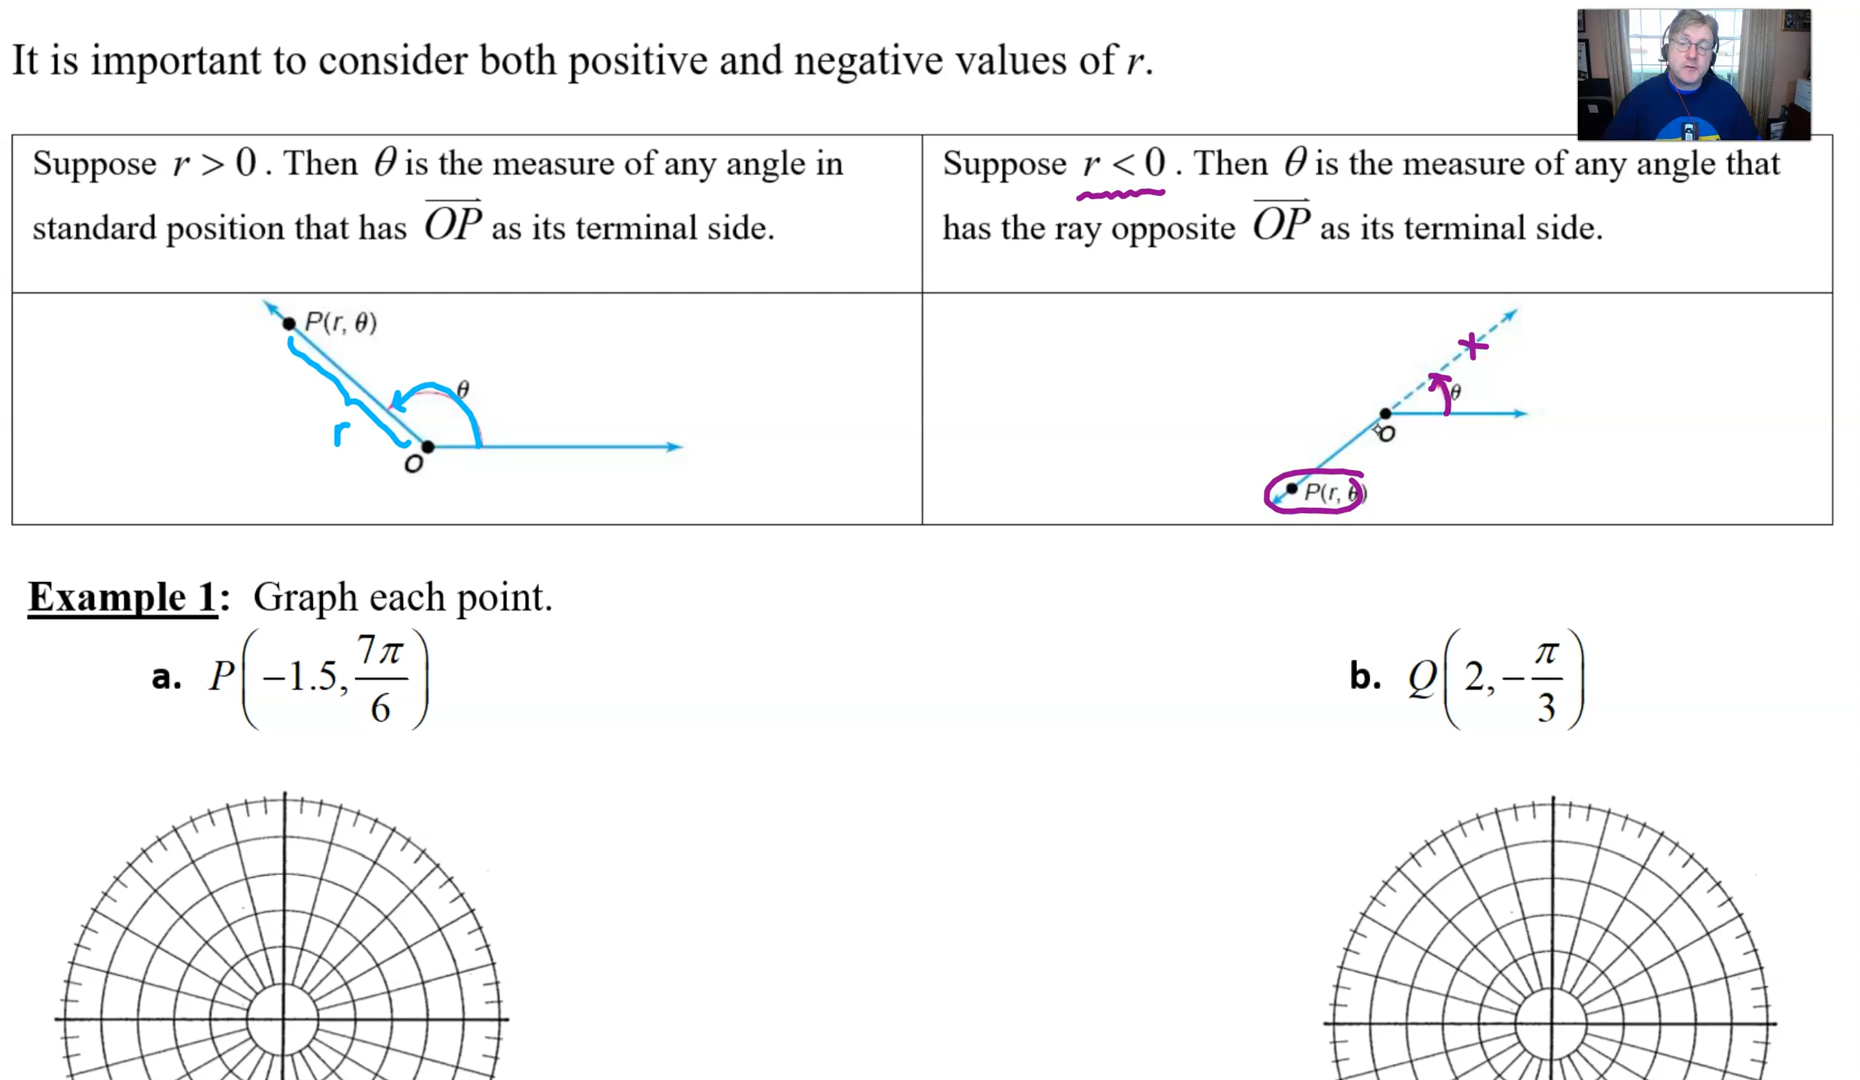 It is important to consider both positive and negative values of r.
Suppose r > 0 . Then θ is the measure of any angle in
standard position that has \overrightarrow{OP} as its terminal side.
Suppose r < 0 . Then θ is the measure of any angle that
has the ray opposite \overrightarrow{OP} as its terminal side.
P(r, θ)
θ
r
O
θ
O
P(r, θ)
Example 1: Graph each point.
a. P(−1.5, 7π/6)
b. Q(2, −π/3)